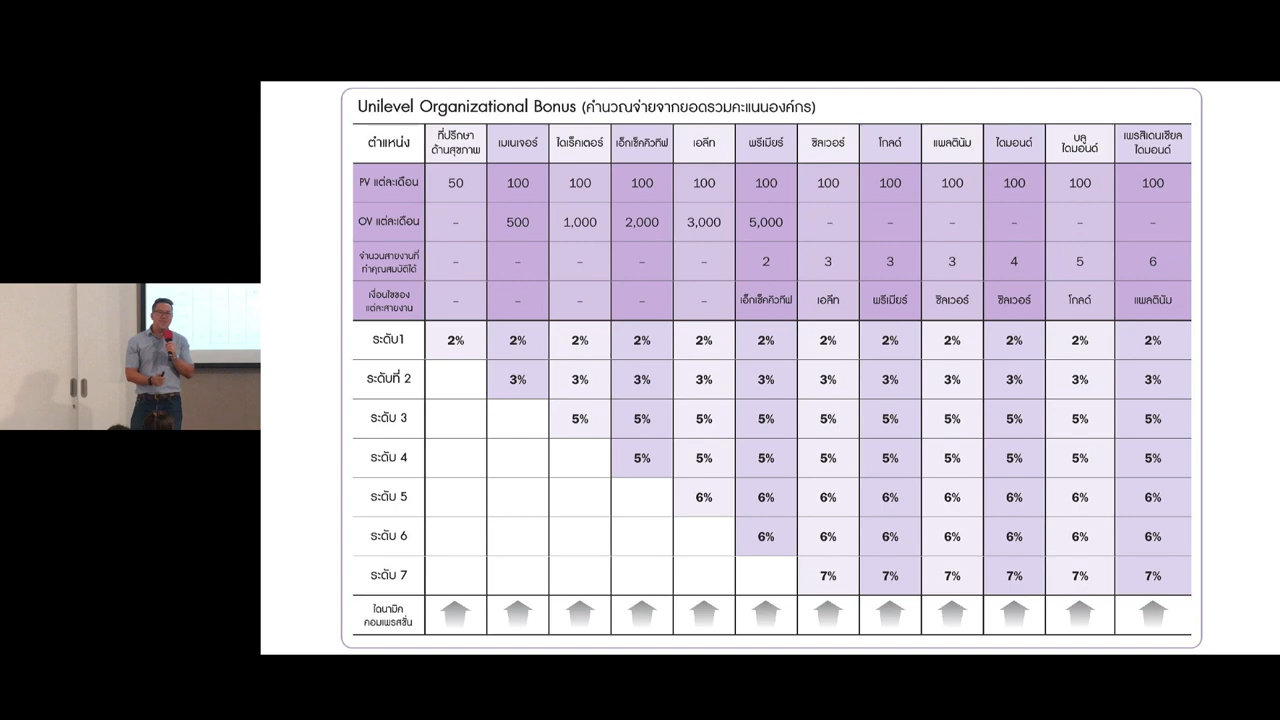 Unilevel Organizational Bonus (คำนวณจ่ายจากยอดรวมคะแนนองค์กร)
ตำแหน่ง ที่ปรึกษา ด้านสุขภาพ เมเนเจอร์ ไดเร็คเตอร์ เอ็กเซ็คคิวทีฟ เอลีท พรีเมียร์ ซิลเวอร์ โกลด์ แพลตินัม ไดมอนด์ บลู ไดมอนด์ เพรสิเดนเชียล ไดมอนด์
PV แต่ละเดือน 50 100 100 100 100 100 100 100 100 100 100 100
OV แต่ละเดือน – 500 1,000 2,000 3,000 5,000 – – – – – –
จำนวนสายงานที่ ทำคุณสมบัติได้ – – – – – 2 3 3 3 4 5 6
เงื่อนไขของ แต่ละสายงาน – – – – – เอ็กเซ็คคิวทีฟ เอลีท พรีเมียร์ ซิลเวอร์ ซิลเวอร์ โกลด์ แพลตินัม
ระดับ1 2% 2% 2% 2% 2% 2% 2% 2% 2% 2% 2% 2%
ระดับที่ 2 3% 3% 3% 3% 3% 3% 3% 3% 3% 3% 3%
ระดับ 3 5% 5% 5% 5% 5% 5% 5% 5% 5% 5%
ระดับ 4 5% 5% 5% 5% 5% 5% 5% 5% 5%
ระดับ 5 6% 6% 6% 6% 6% 6% 6% 6%
ระดับ 6 6% 6% 6% 6% 6% 6% 6%
ระดับ 7 7% 7% 7% 7% 7% 7%
ไดนามิค
คอมเพรสชั่น